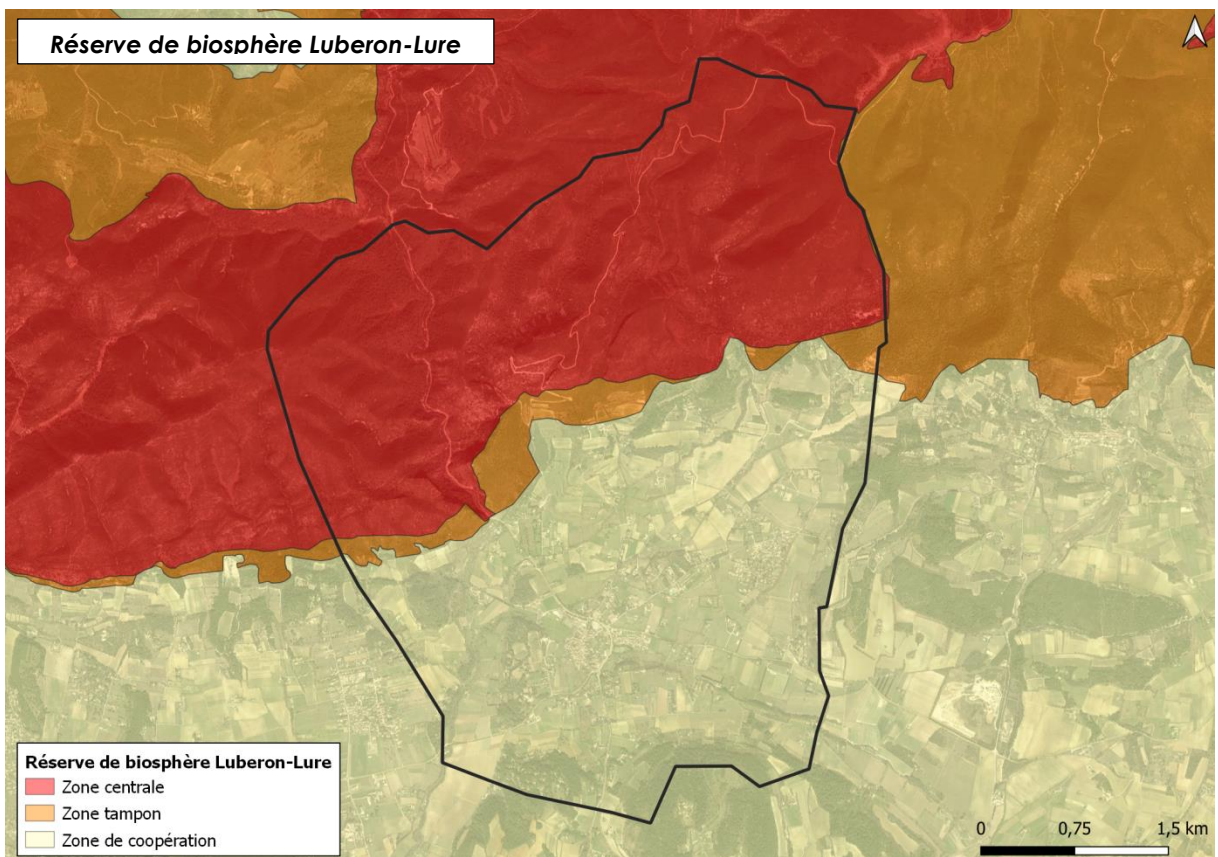 Réserve de biosphère Luberon-Lure
Réserve de biosphère Luberon-Lure
Zone centrale
Zone tampon
Zone de coopération
0 0,75 1,5 km